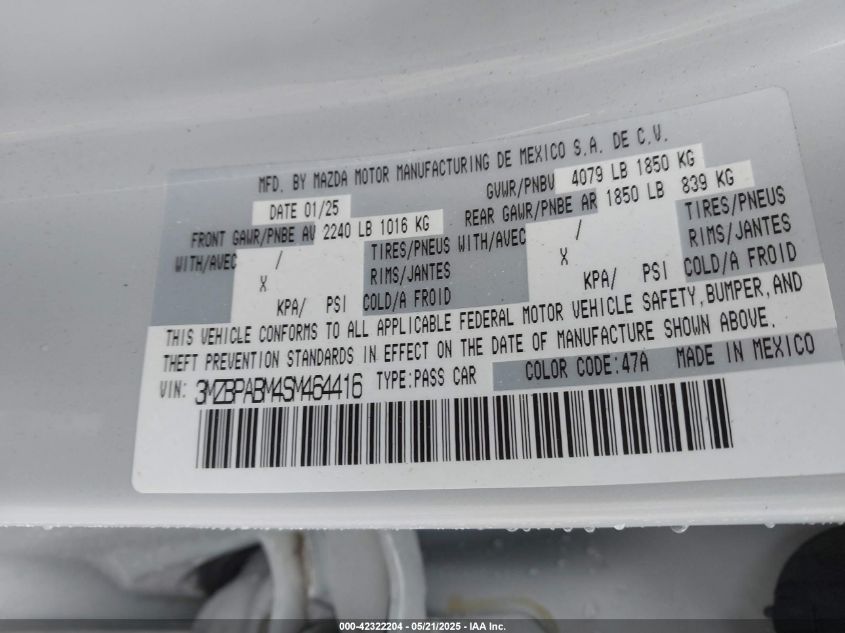 MFD. BY MAZDA MOTOR MANUFACTURING DE MEXICO S.A. DE C.V.
DATE 01/25 GVWR/PNBV 4079 LB 1850 KG
FRONT GAWR/PNBE AV 2240 LB 1016 KG REAR GAWR/PNBE AR 1850 LB 839 KG
WITH/AVEC / TIRES/PNEUS WITH/AVEC / TIRES/PNEUS
X RIMS/JANTES X RIMS/JANTES
KPA/ PSI COLD/A FROID KPA/ PSI COLD/A FROID
THIS VEHICLE CONFORMS TO ALL APPLICABLE FEDERAL MOTOR VEHICLE SAFETY, BUMPER, AND
THEFT PREVENTION STANDARDS IN EFFECT ON THE DATE OF MANUFACTURE SHOWN ABOVE.
VIN: 3MZBPABM4SM464416 TYPE:PASS CAR COLOR CODE:47A MADE IN MEXICO
000-42322204 - 05/21/2025 - IAA Inc.